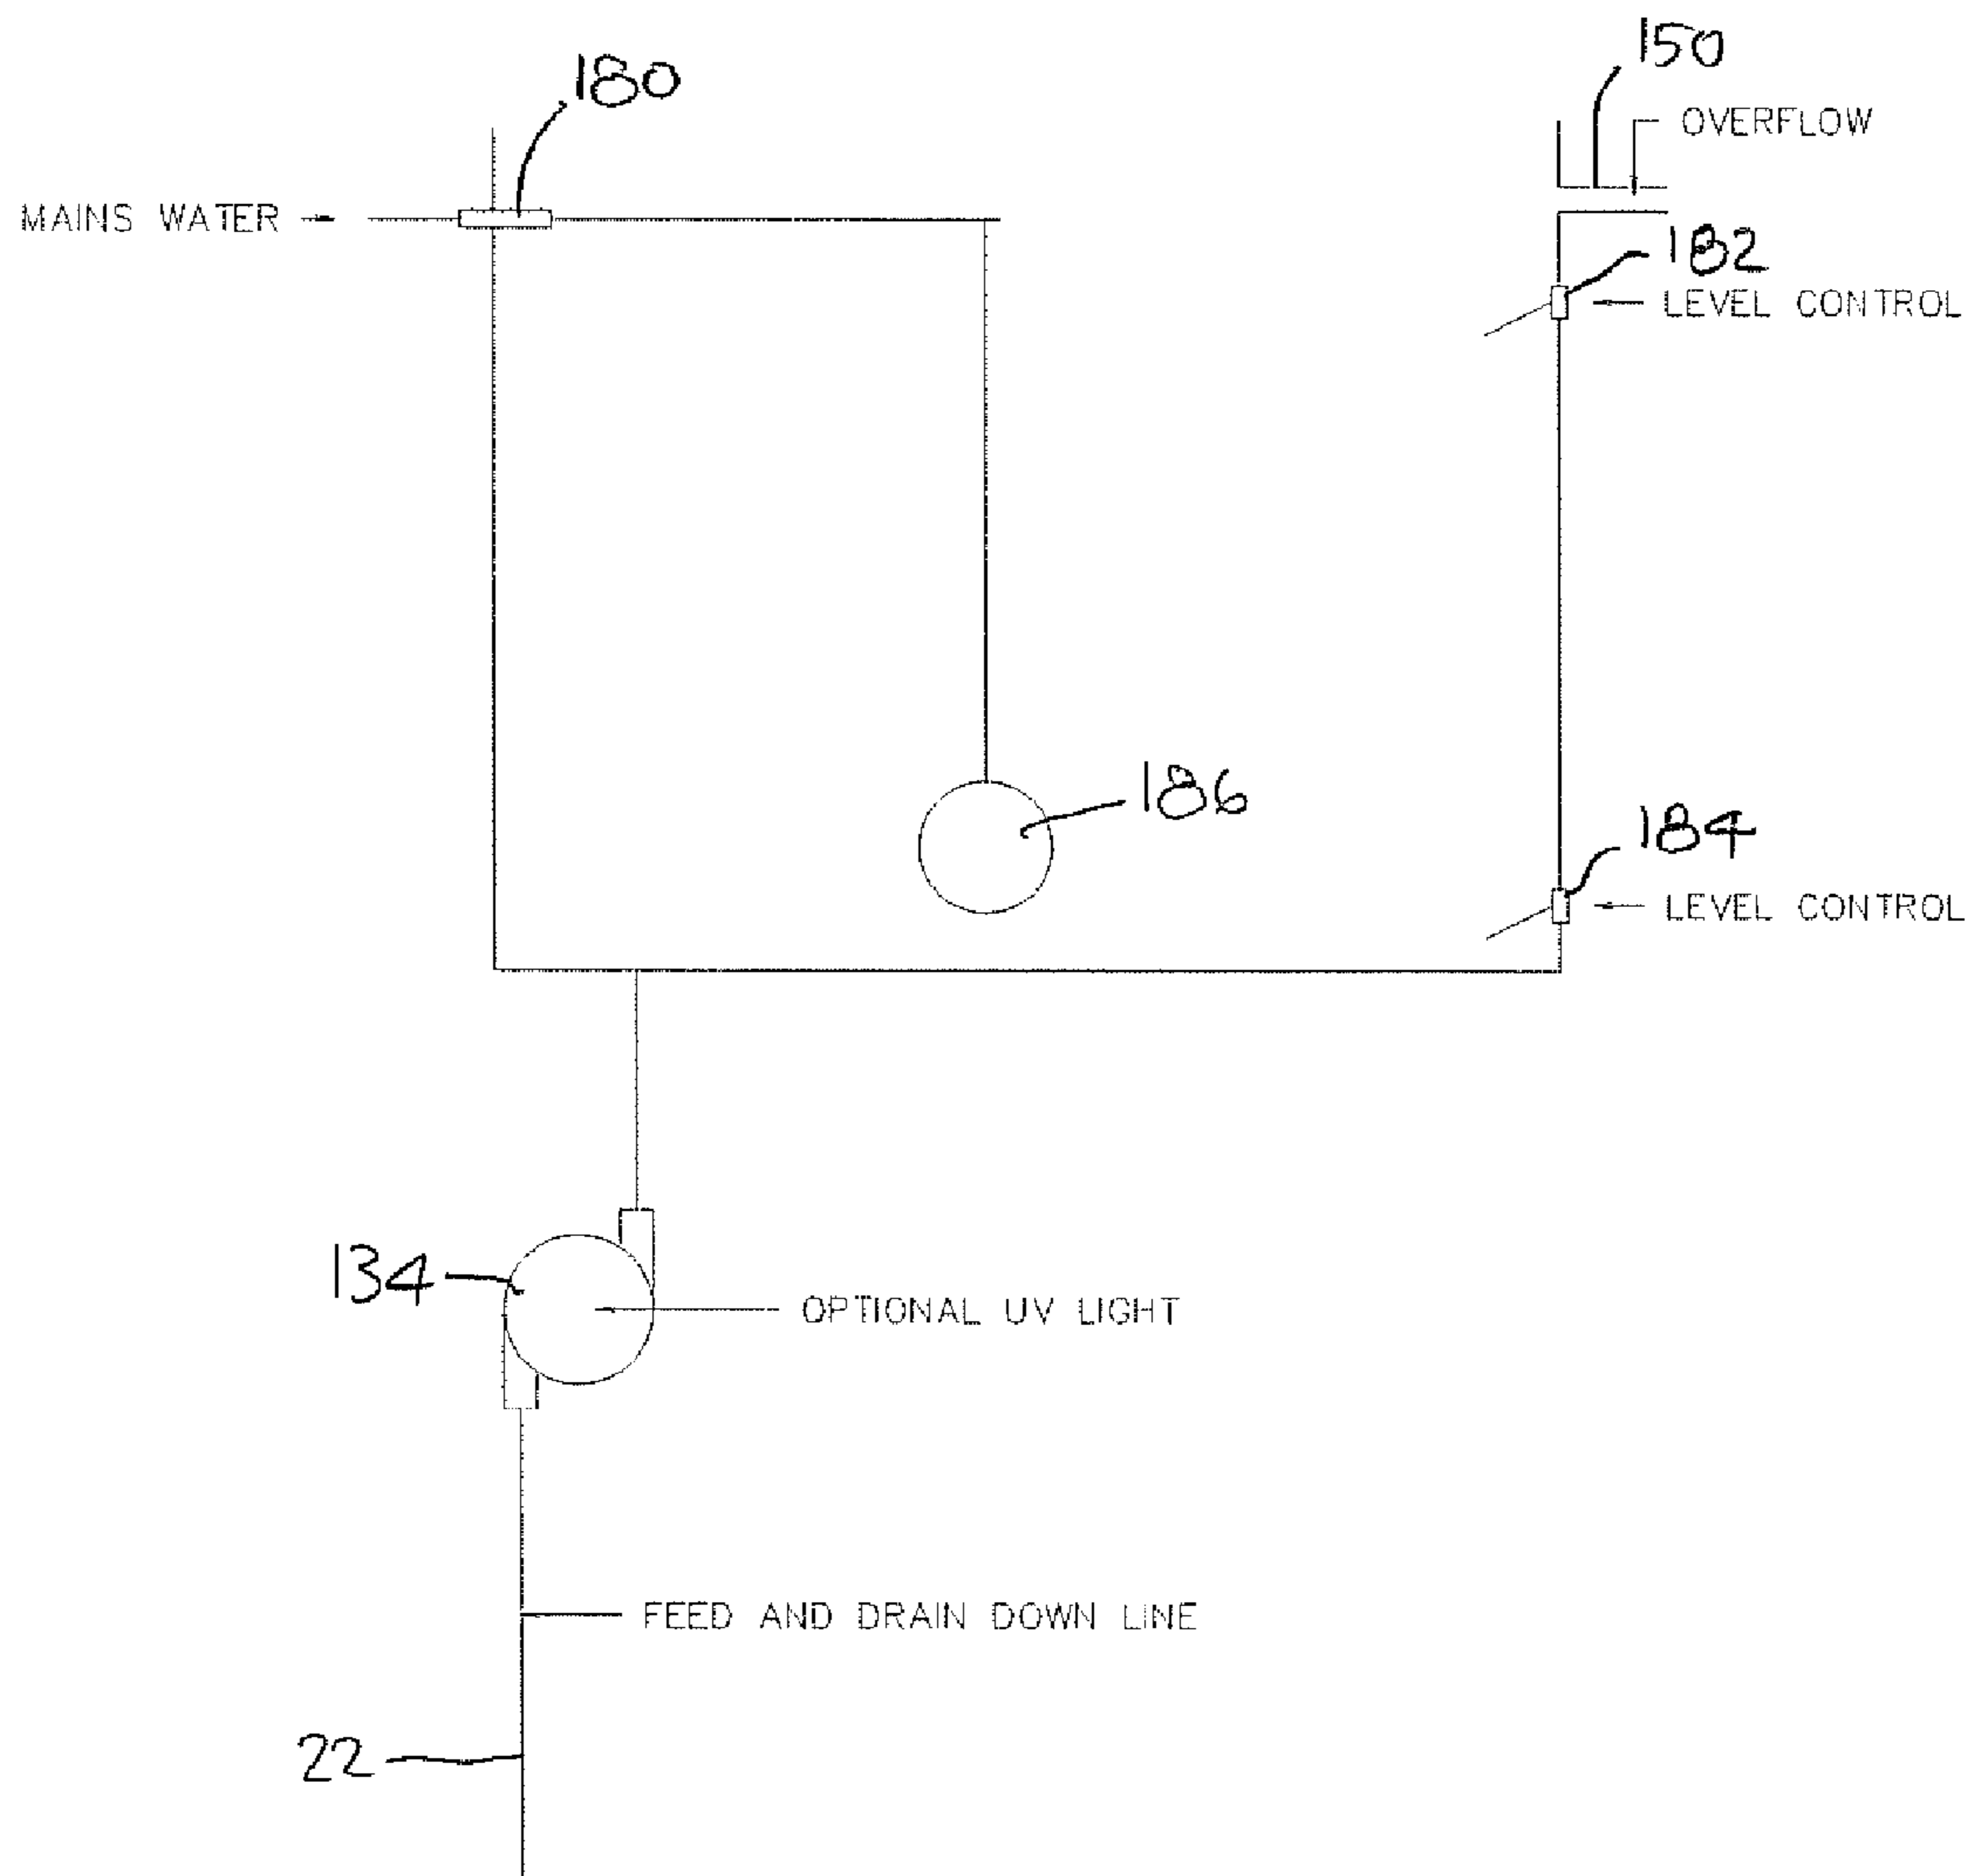 150
180
OVERFLOW
MAINS WATER
182
LEVEL CONTROL
186
184
LEVEL CONTROL
134
OPTIONAL UV LIGHT
FEED AND DRAIN DOWN LINE
22